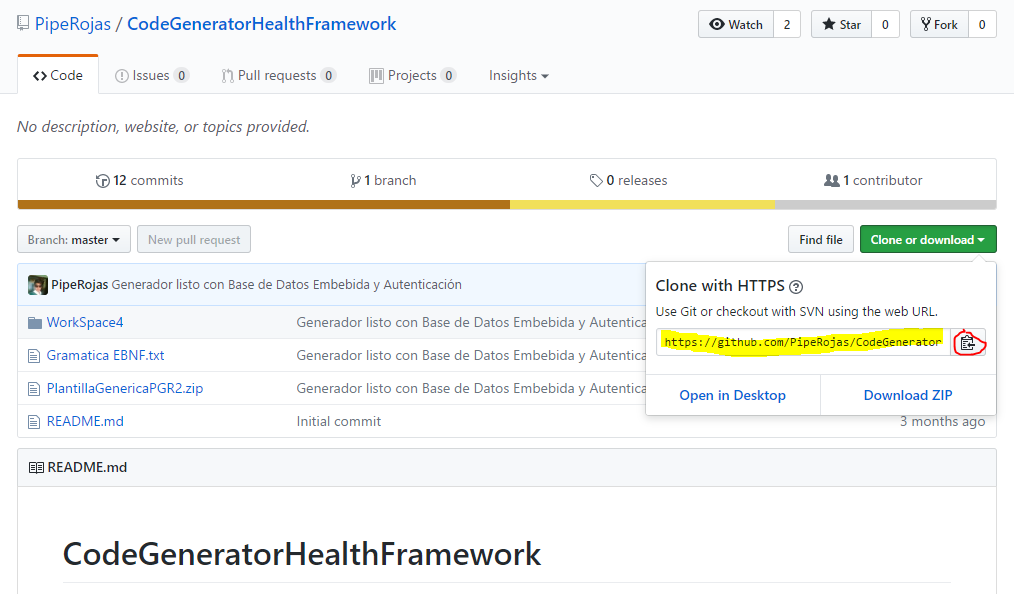 PipeRojas / CodeGeneratorHealthFramework Watch 2 Star 0 Fork 0
Code Issues 0 Pull requests 0 Projects 0 Insights
No description, website, or topics provided.
12 commits 1 branch 0 releases 1 contributor
Branch: master New pull request Find file Clone or download
PipeRojas Generador listo con Base de Datos Embebida y Autenticación
Clone with HTTPS ?
Use Git or checkout with SVN using the web URL.
https://github.com/PipeRojas/CodeGenerator
Open in Desktop Download ZIP
WorkSpace4 Generador listo con Base de Datos Embebida y Autentica
Gramatica EBNF.txt Generador listo con Base de Datos Embebida y Autentica
PlantillaGenericaPGR2.zip Generador listo con Base de Datos Embebida y Autentica
README.md Initial commit 3 months ago
README.md
CodeGeneratorHealthFramework